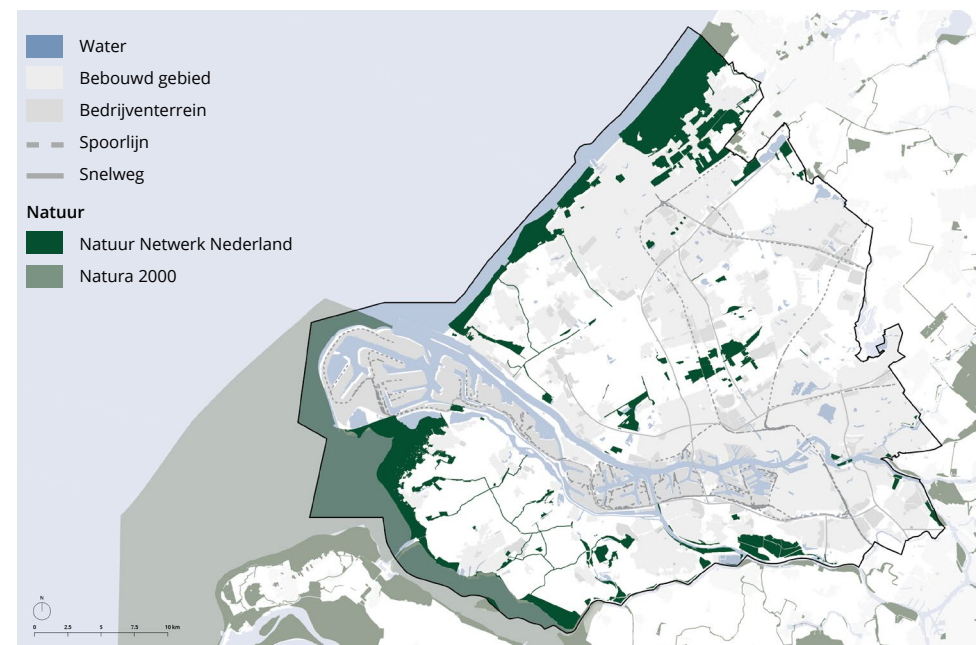 Water
Bebouwd gebied
Bedrijventerrein
Spoorlijn
Snelweg
Natuur
Natuur Netwerk Nederland
Natura 2000
N
0 2.5 5 7.5 10 km